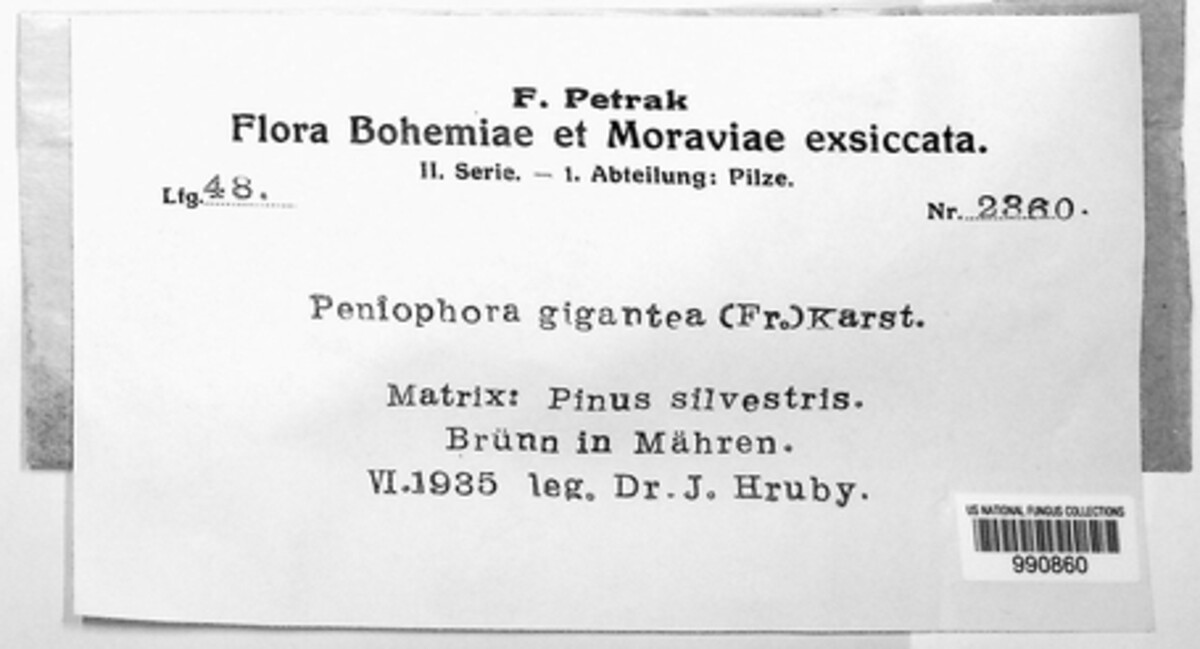 F. Petrak
Flora Bohemiae et Moraviae exsiccata.
II. Serie. — 1. Abteilung: Pilze.
Lfg. 48.
Nr. 2360.
Peniophora gigantea (Fr.) Karst.
Matrix: Pinus silvestris.
Brünn in Mähren.
VI.1935 leg. Dr. J. Hruby.
US NATIONAL FUNGUS COLLECTIONS
990860